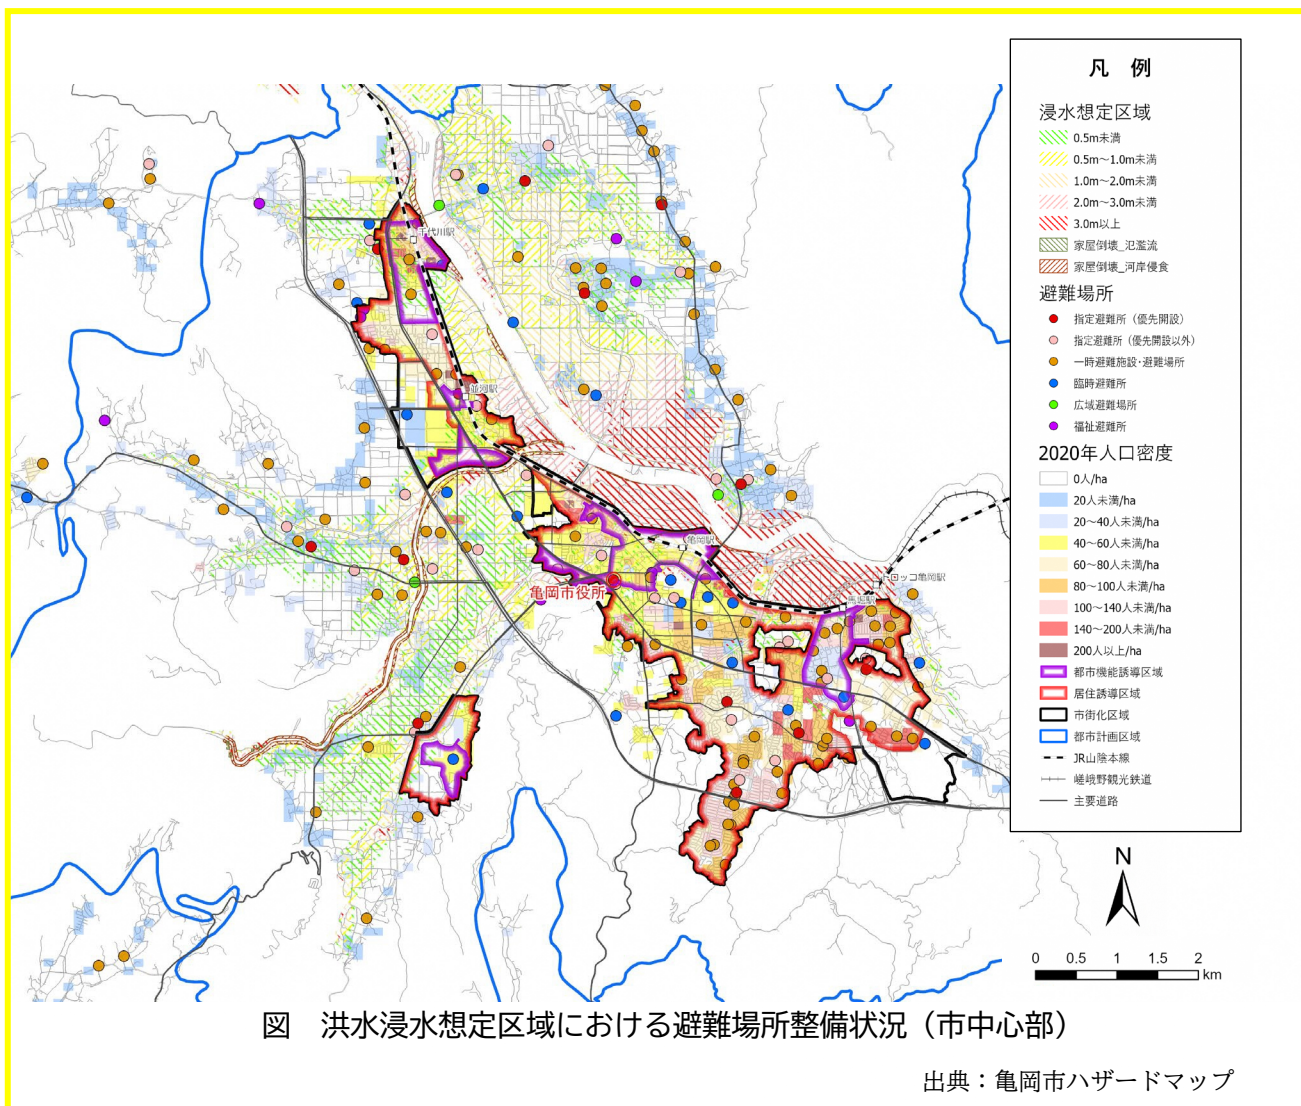 凡 例
浸水想定区域
0.5m未満
0.5m～1.0m未満
1.0m～2.0m未満
2.0m～3.0m未満
3.0m以上
家屋倒壊_氾濫流
家屋倒壊_河岸侵食
避難場所
指定避難所（優先開設）
指定避難所（優先開設以外）
一時避難施設・避難場所
臨時避難所
広域避難場所
福祉避難所
2020年人口密度
0人/ha
20人未満/ha
20～40人未満/ha
40～60人未満/ha
60～80人未満/ha
80～100人未満/ha
100～140人未満/ha
140～200人未満/ha
200人以上/ha
都市機能誘導区域
居住誘導区域
市街化区域
都市計画区域
JR山陰本線
嵯峨野観光鉄道
主要道路
千代川駅
並河駅
亀岡駅
トロッコ亀岡駅
馬堀駅
亀岡市役所
N
0 0.5 1 1.5 2
km
図　洪水浸水想定区域における避難場所整備状況（市中心部）
出典：亀岡市ハザードマップ